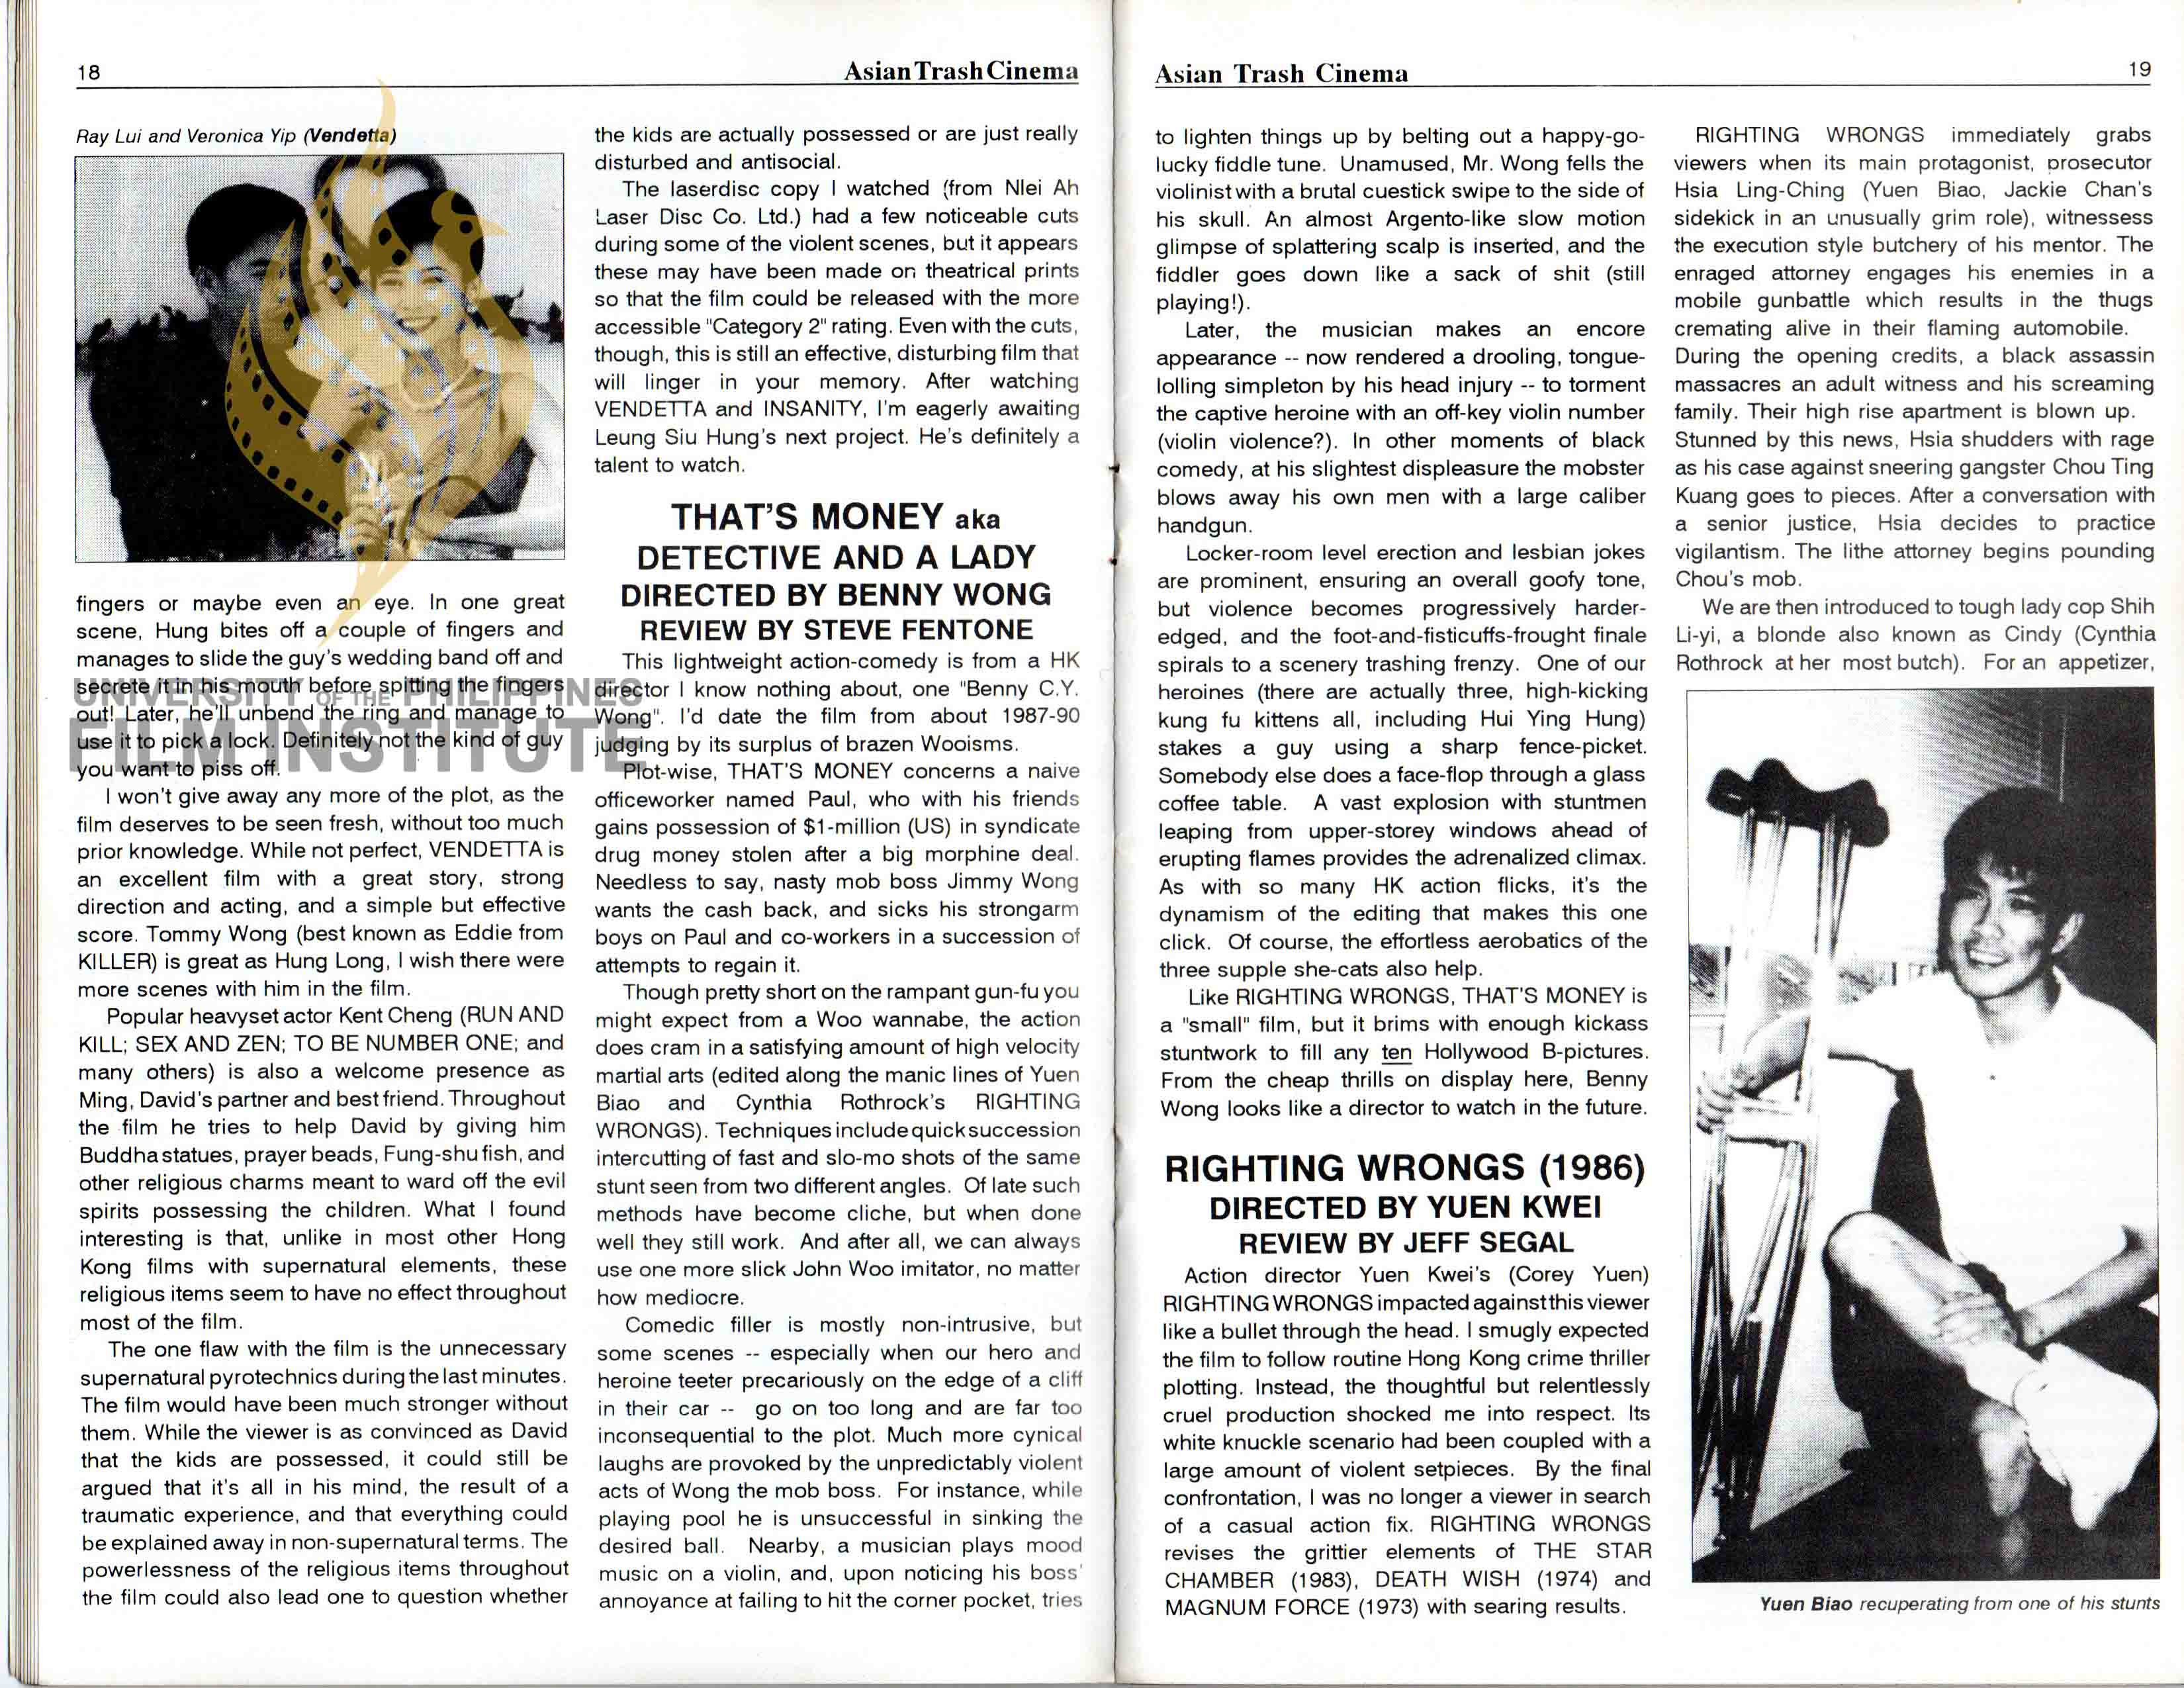 18
AsianTrashCinema
Ray Lui and Veronica Yip (Vendetta)
fingers or maybe even an eye. In one great
scene, Hung bites off a couple of fingers and
manages to slide the guy's wedding band off and
secrete it in his mouth before spitting the fingers
out! Later, he'll unbend the ring and manage to
use it to pick a lock. Definitely not the kind of guy
you want to piss off.
UNIVERSITY OF THE PHILIPPINES
FILM INSTITUTE
I won't give away any more of the plot, as the
film deserves to be seen fresh, without too much
prior knowledge. While not perfect, VENDETTA is
an excellent film with a great story, strong
direction and acting, and a simple but effective
score. Tommy Wong (best known as Eddie from
KILLER) is great as Hung Long, I wish there were
more scenes with him in the film.
Popular heavyset actor Kent Cheng (RUN AND
KILL; SEX AND ZEN; TO BE NUMBER ONE; and
many others) is also a welcome presence as
Ming, David's partner and best friend. Throughout
the film he tries to help David by giving him
Buddha statues, prayer beads, Fung-shu fish, and
other religious charms meant to ward off the evil
spirits possessing the children. What I found
interesting is that, unlike in most other Hong
Kong films with supernatural elements, these
religious items seem to have no effect throughout
most of the film.
The one flaw with the film is the unnecessary
supernatural pyrotechnics during the last minutes.
The film would have been much stronger without
them. While the viewer is as convinced as David
that the kids are possessed, it could still be
argued that it's all in his mind, the result of a
traumatic experience, and that everything could
be explained away in non-supernatural terms. The
powerlessness of the religious items throughout
the film could also lead one to question whether
the kids are actually possessed or are just really
disturbed and antisocial.
The laserdisc copy I watched (from Nlei Ah
Laser Disc Co. Ltd.) had a few noticeable cuts
during some of the violent scenes, but it appears
these may have been made on theatrical prints
so that the film could be released with the more
accessible "Category 2" rating. Even with the cuts,
though, this is still an effective, disturbing film that
will linger in your memory. After watching
VENDETTA and INSANITY, I'm eagerly awaiting
Leung Siu Hung's next project. He's definitely a
talent to watch.
THAT'S MONEY aka
DETECTIVE AND A LADY
DIRECTED BY BENNY WONG
REVIEW BY STEVE FENTONE
This lightweight action-comedy is from a HK
director I know nothing about, one "Benny C.Y.
Wong". I'd date the film from about 1987-90
judging by its surplus of brazen Wooisms.
Plot-wise, THAT'S MONEY concerns a naive
officeworker named Paul, who with his friends
gains possession of $1-million (US) in syndicate
drug money stolen after a big morphine deal.
Needless to say, nasty mob boss Jimmy Wong
wants the cash back, and sicks his strongarm
boys on Paul and co-workers in a succession of
attempts to regain it.
Though pretty short on the rampant gun-fu you
might expect from a Woo wannabe, the action
does cram in a satisfying amount of high velocity
martial arts (edited along the manic lines of Yuen
Biao and Cynthia Rothrock's RIGHTING
WRONGS). Techniques include quick succession
intercutting of fast and slo-mo shots of the same
stunt seen from two different angles. Of late such
methods have become cliche, but when done
well they still work. And after all, we can always
use one more slick John Woo imitator, no matter
how mediocre.
Comedic filler is mostly non-intrusive, but
some scenes -- especially when our hero and
heroine teeter precariously on the edge of a cliff
in their car -- go on too long and are far too
inconsequential to the plot. Much more cynical
laughs are provoked by the unpredictably violent
acts of Wong the mob boss. For instance, while
playing pool he is unsuccessful in sinking the
desired ball. Nearby, a musician plays mood
music on a violin, and, upon noticing his boss'
annoyance at failing to hit the corner pocket, tries
Asian Trash Cinema
19
to lighten things up by belting out a happy-go-
lucky fiddle tune. Unamused, Mr. Wong fells the
violinist with a brutal cuestick swipe to the side of
his skull. An almost Argento-like slow motion
glimpse of splattering scalp is inserted, and the
fiddler goes down like a sack of shit (still
playing!).
Later, the musician makes an encore
appearance -- now rendered a drooling, tongue-
lolling simpleton by his head injury -- to torment
the captive heroine with an off-key violin number
(violin violence?). In other moments of black
comedy, at his slightest displeasure the mobster
blows away his own men with a large caliber
handgun.
Locker-room level erection and lesbian jokes
are prominent, ensuring an overall goofy tone,
but violence becomes progressively harder-
edged, and the foot-and-fisticuffs-frought finale
spirals to a scenery trashing frenzy. One of our
heroines (there are actually three, high-kicking
kung fu kittens all, including Hui Ying Hung)
stakes a guy using a sharp fence-picket.
Somebody else does a face-flop through a glass
coffee table. A vast explosion with stuntmen
leaping from upper-storey windows ahead of
erupting flames provides the adrenalized climax.
As with so many HK action flicks, it's the
dynamism of the editing that makes this one
click. Of course, the effortless aerobatics of the
three supple she-cats also help.
Like RIGHTING WRONGS, THAT'S MONEY is
a "small" film, but it brims with enough kickass
stuntwork to fill any ten Hollywood B-pictures.
From the cheap thrills on display here, Benny
Wong looks like a director to watch in the future.
RIGHTING WRONGS (1986)
DIRECTED BY YUEN KWEI
REVIEW BY JEFF SEGAL
Action director Yuen Kwei's (Corey Yuen)
RIGHTING WRONGS impacted against this viewer
like a bullet through the head. I smugly expected
the film to follow routine Hong Kong crime thriller
plotting. Instead, the thoughtful but relentlessly
cruel production shocked me into respect. Its
white knuckle scenario had been coupled with a
large amount of violent setpieces. By the final
confrontation, I was no longer a viewer in search
of a casual action fix. RIGHTING WRONGS
revises the grittier elements of THE STAR
CHAMBER (1983), DEATH WISH (1974) and
MAGNUM FORCE (1973) with searing results.
RIGHTING WRONGS immediately grabs
viewers when its main protagonist, prosecutor
Hsia Ling-Ching (Yuen Biao, Jackie Chan's
sidekick in an unusually grim role), witnessess
the execution style butchery of his mentor. The
enraged attorney engages his enemies in a
mobile gunbattle which results in the thugs
cremating alive in their flaming automobile.
During the opening credits, a black assassin
massacres an adult witness and his screaming
family. Their high rise apartment is blown up.
Stunned by this news, Hsia shudders with rage
as his case against sneering gangster Chou Ting
Kuang goes to pieces. After a conversation with
a senior justice, Hsia decides to practice
vigilantism. The lithe attorney begins pounding
Chou's mob.
We are then introduced to tough lady cop Shih
Li-yi, a blonde also known as Cindy (Cynthia
Rothrock at her most butch). For an appetizer,
Yuen Biao recuperating from one of his stunts